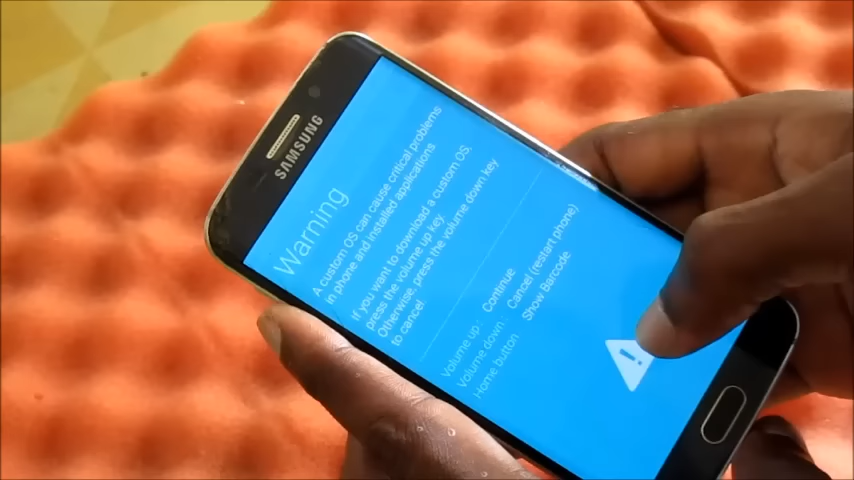 SAMSUNG
Warning
A custom OS can cause critical problems
in phone and installed applications
If you want to download a custom OS,
press the volume up key.
Otherwise, press the volume down key
to cancel.
Volume up: Continue
Volume down: Cancel (restart phone)
Home button: Show Barcode